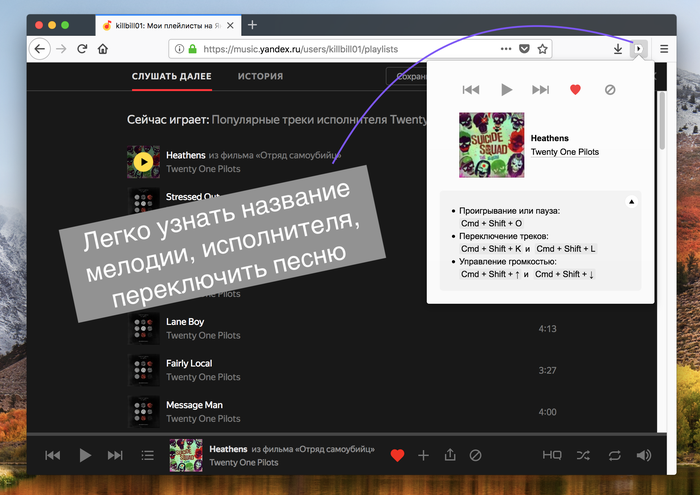 killbill01: Мои плейлисты на Я
https://music.yandex.ru/users/killbill01/playlists
СЛУШАТЬ ДАЛЕЕ
ИСТОРИЯ
Сохран
Сейчас играет: Популярные треки исполнителя Twenty
Heathens из фильма «Отряд самоубийц»
Twenty One Pilots
Stressed Out
Легко узнать название
мелодии, исполнителя,
переключить песню
Lane Boy
Twenty One Pilots
4:13
Fairly Local
Twenty One Pilots
3:27
Message Man
Twenty One Pilots
4:00
SUICIDE
SQUAD
Heathens
Twenty One Pilots
Проигрывание или пауза:
Cmd + Shift + O
Переключение треков:
Cmd + Shift + K и Cmd + Shift + L
Управление громкостью:
Cmd + Shift + ↑ и Cmd + Shift + ↓
Heathens из фильма «Отряд самоубийц»
Twenty One Pilots
HQ